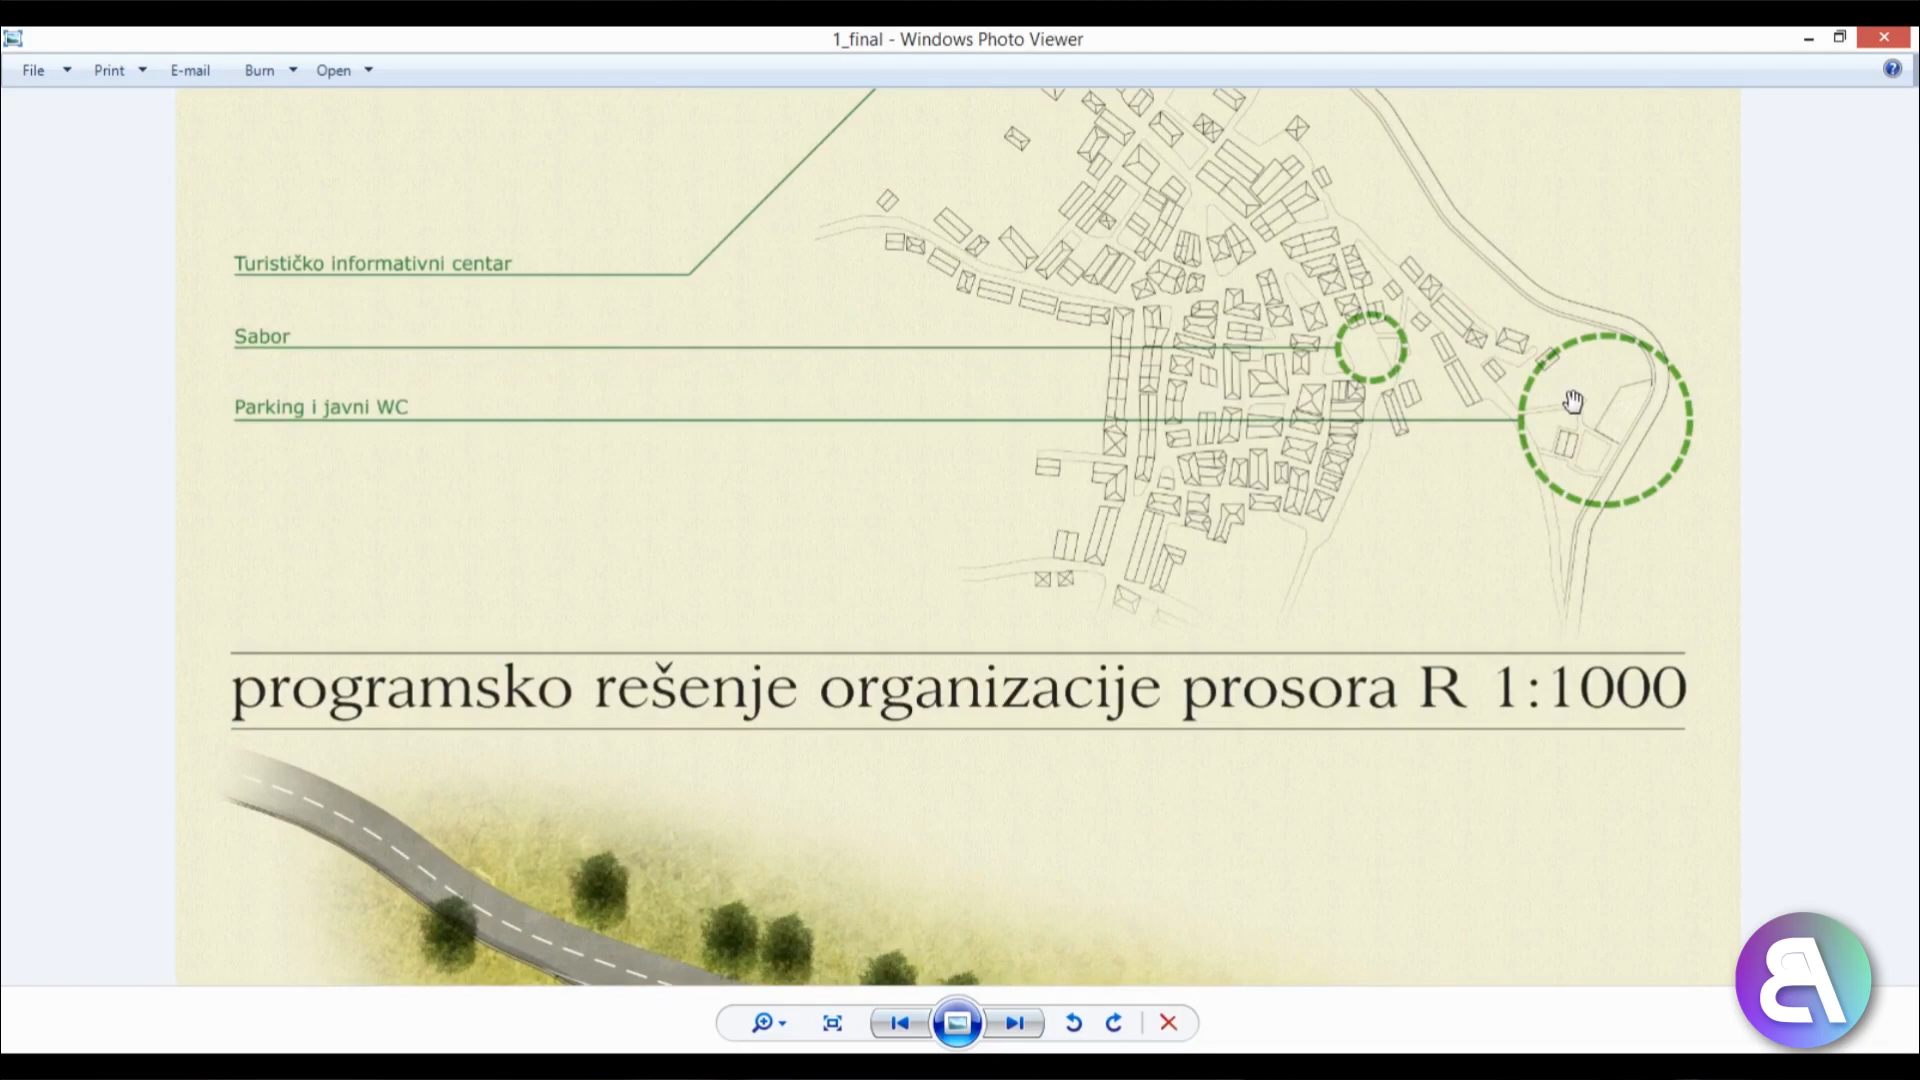 1_final - Windows Photo Viewer
File Print E-mail Burn Open
Turističko informativni centar
Sabor
Parking i javni WC
programsko rešenje organizacije prosora R 1:1000